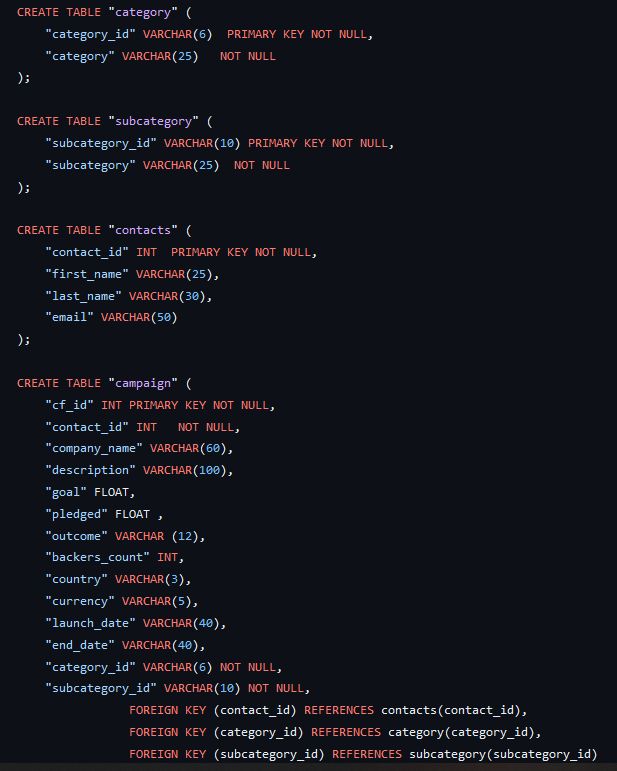 CREATE TABLE "category" (
"category_id" VARCHAR(6)  PRIMARY KEY NOT NULL,
"category" VARCHAR(25)   NOT NULL
);
CREATE TABLE "subcategory" (
"subcategory_id" VARCHAR(10) PRIMARY KEY NOT NULL,
"subcategory" VARCHAR(25)  NOT NULL
);
CREATE TABLE "contacts" (
"contact_id" INT  PRIMARY KEY NOT NULL,
"first_name" VARCHAR(25),
"last_name" VARCHAR(30),
"email" VARCHAR(50)
);
CREATE TABLE "campaign" (
"cf_id" INT PRIMARY KEY NOT NULL,
"contact_id" INT   NOT NULL,
"company_name" VARCHAR(60),
"description" VARCHAR(100),
"goal" FLOAT,
"pledged" FLOAT ,
"outcome" VARCHAR (12),
"backers_count" INT,
"country" VARCHAR(3),
"currency" VARCHAR(5),
"launch_date" VARCHAR(40),
"end_date" VARCHAR(40),
"category_id" VARCHAR(6) NOT NULL,
"subcategory_id" VARCHAR(10) NOT NULL,
FOREIGN KEY (contact_id) REFERENCES contacts(contact_id),
FOREIGN KEY (category_id) REFERENCES category(category_id),
FOREIGN KEY (subcategory_id) REFERENCES subcategory(subcategory_id)